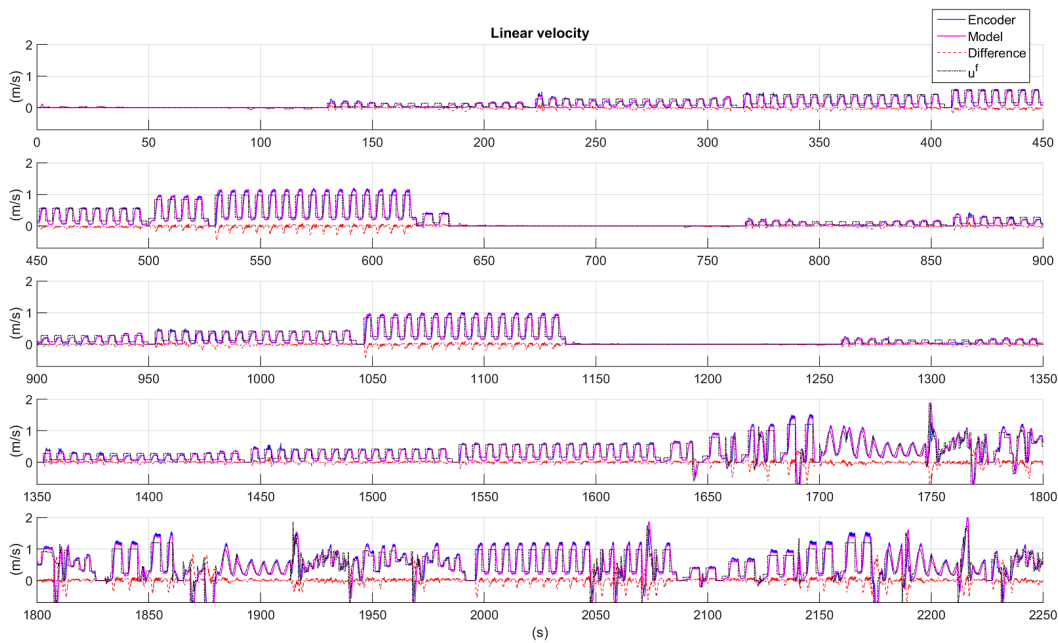 Linear velocity
Encoder
Model
Difference
u^f
2
1
0
(m/s)
0 50 100 150 200 250 300 350 400 450
2
1
0
(m/s)
450 500 550 600 650 700 750 800 850 900
2
1
0
(m/s)
900 950 1000 1050 1100 1150 1200 1250 1300 1350
2
1
0
(m/s)
1350 1400 1450 1500 1550 1600 1650 1700 1750 1800
2
1
0
(m/s)
1800 1850 1900 1950 2000 2050 2100 2150 2200 2250
(s)